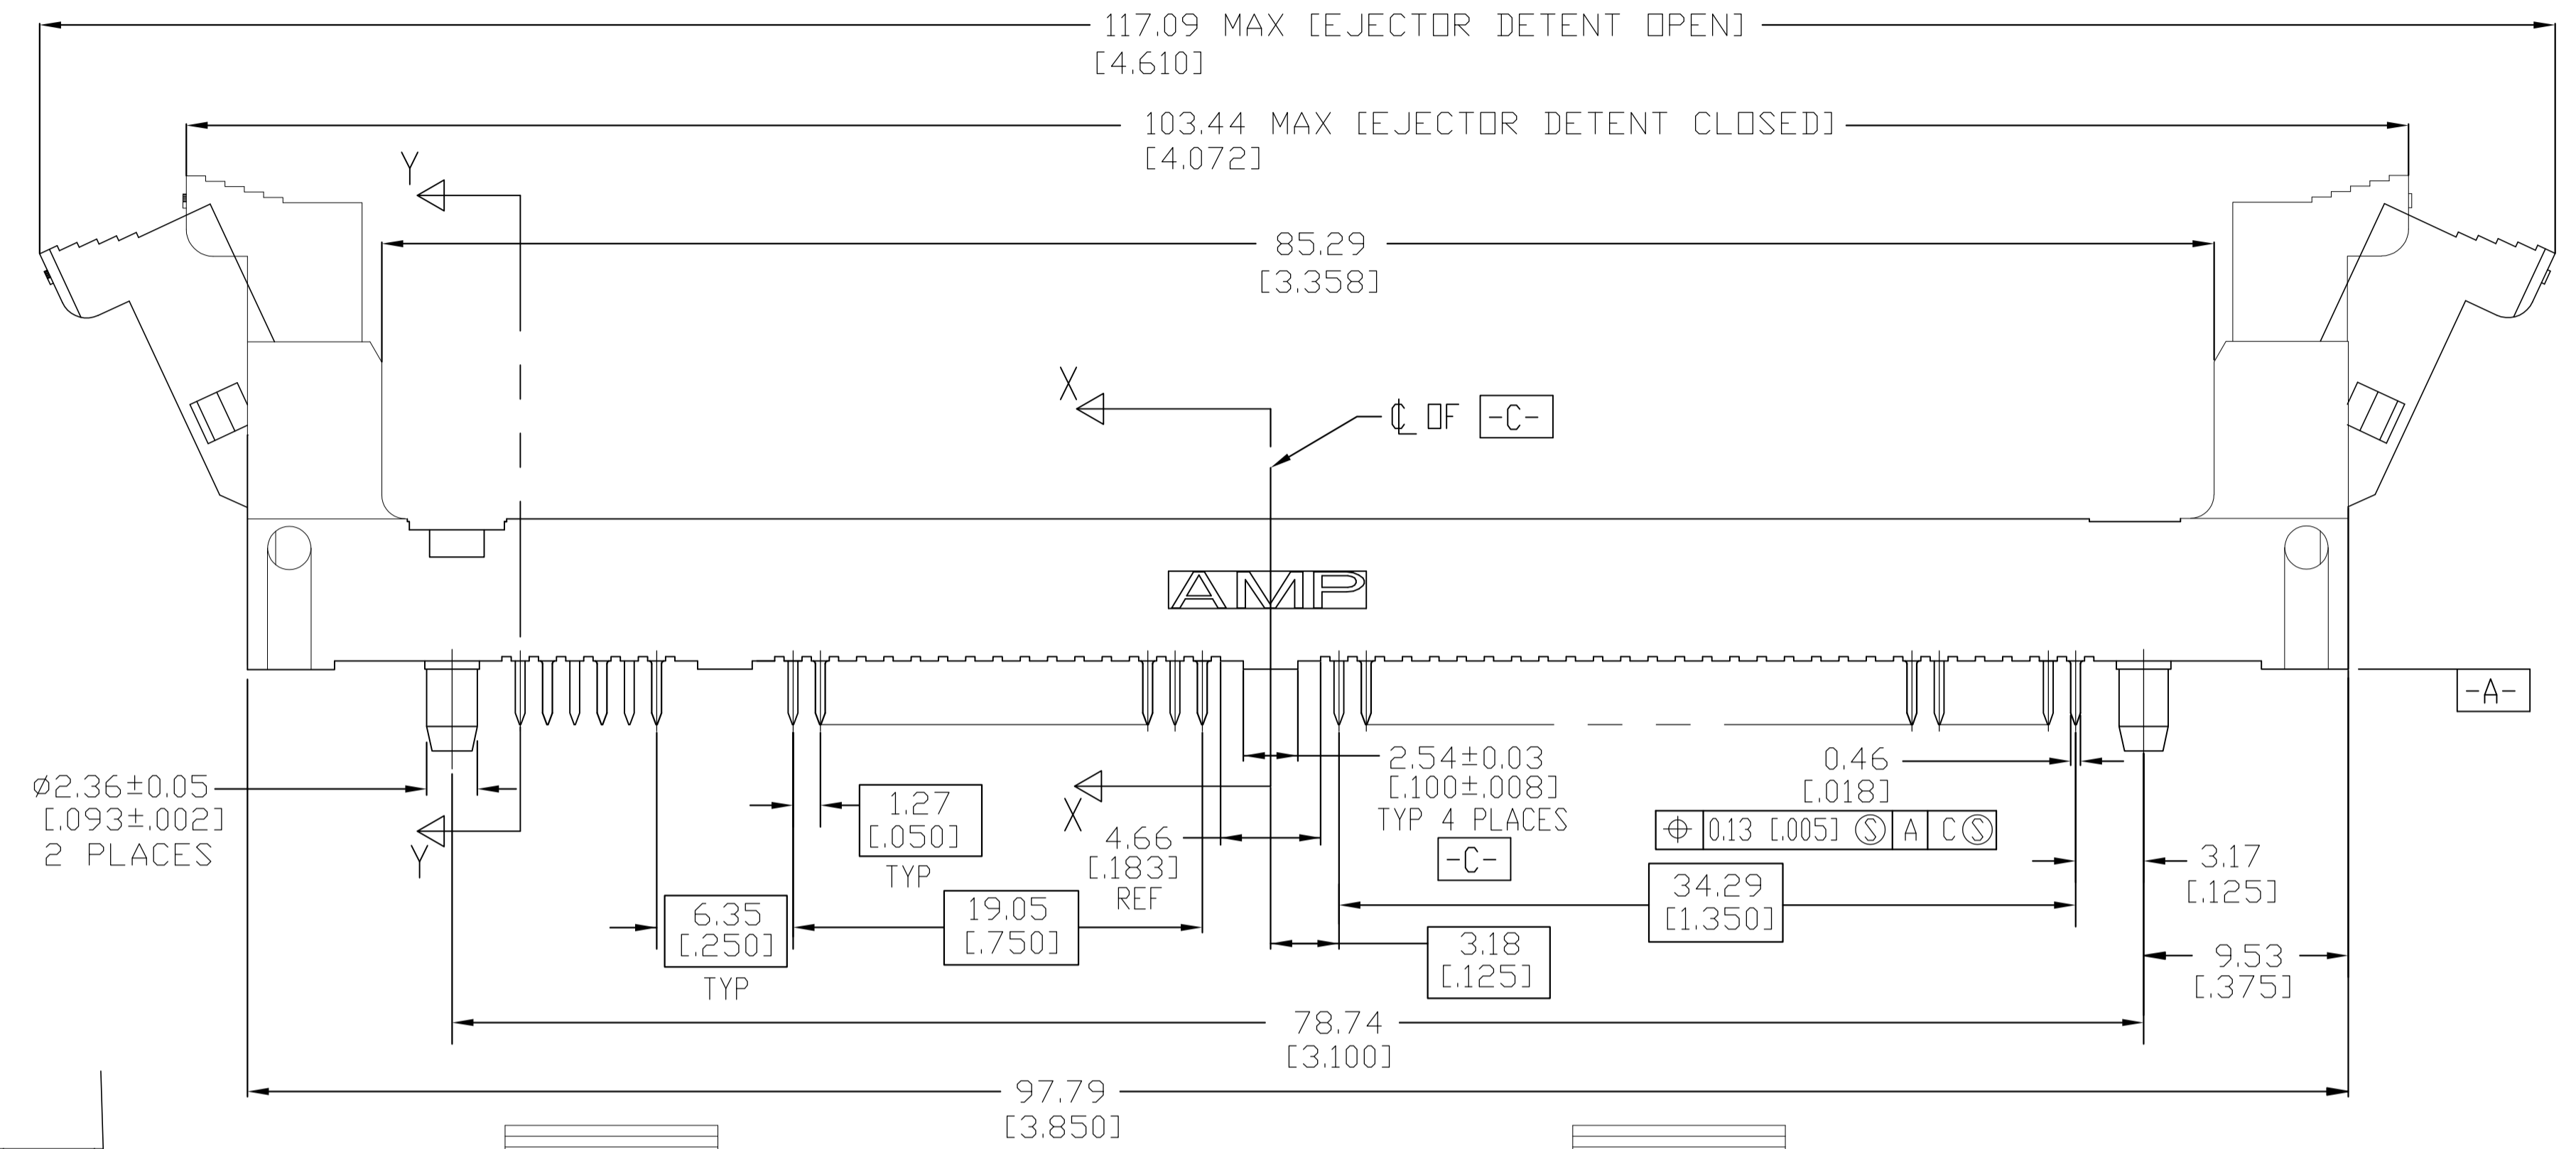 117.09 MAX [EJECTOR DETENT OPEN]
[4.610]
103.44 MAX [EJECTOR DETENT CLOSED]
[4.072]
Y
85.29
[3.358]
X
℄ OF -C-
AMP
-A-
⌀2.36±0.05
[.093±.002]
2 PLACES
Y
1.27
[.050]
TYP
X
4.66
[.183]
REF
2.54±0.03
[.100±.008]
TYP 4 PLACES
-C-
0.46
[.018]
⌖ 0.13 [.005] Ⓢ A C Ⓢ
3.17
[.125]
6.35
[.250]
TYP
19.05
[.750]
34.29
[1.350]
3.18
[.125]
9.53
[.375]
78.74
[3.100]
97.79
[3.850]